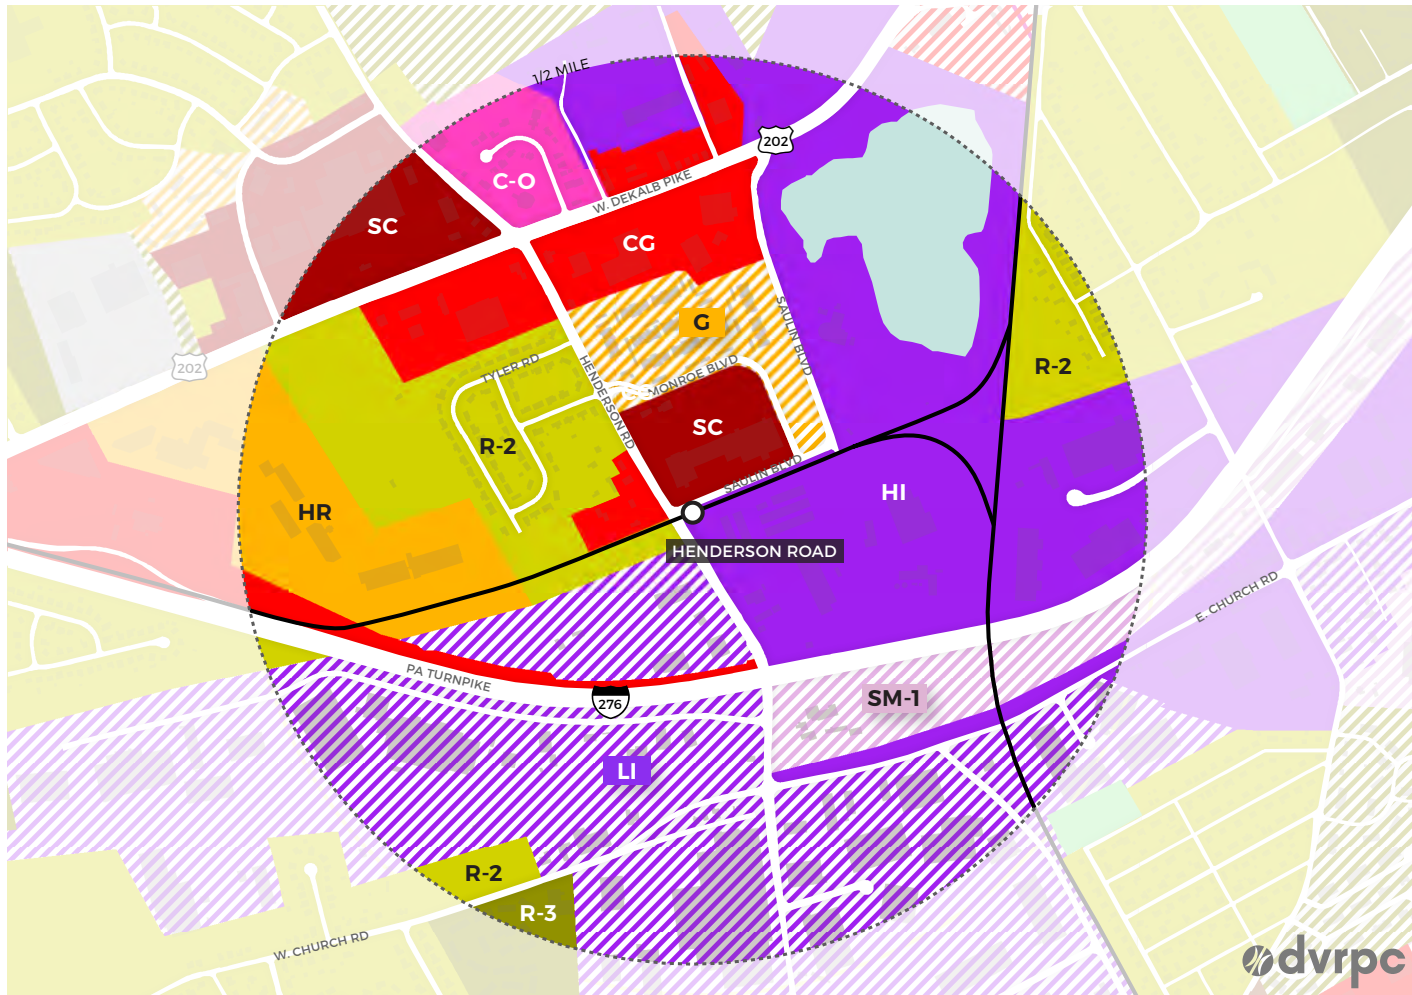 1/2 MILE
202
C-O
W. DEKALB PIKE
SC
CG
G
SAULIN BLVD
202
TYLER RD
HENDERSON RD
MONROE BLVD
R-2
SC
R-2
SAULIN BLVD
HI
HR
HENDERSON ROAD
E. CHURCH RD
PA TURNPIKE
276
SM-1
LI
R-2
R-3
W. CHURCH RD
dvrpc